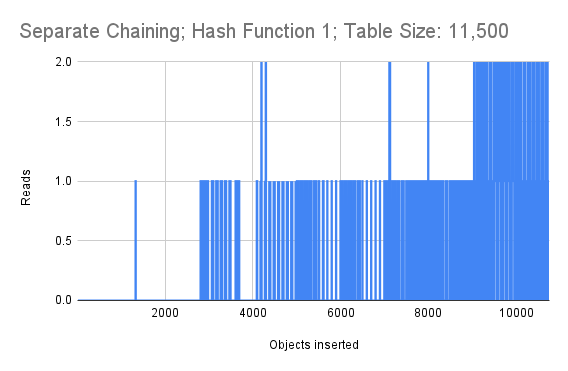 Separate Chaining; Hash Function 1; Table Size: 11,500
2.0
1.5
Reads
1.0
0.5
0.0
2000 4000 6000 8000 10000
Objects inserted